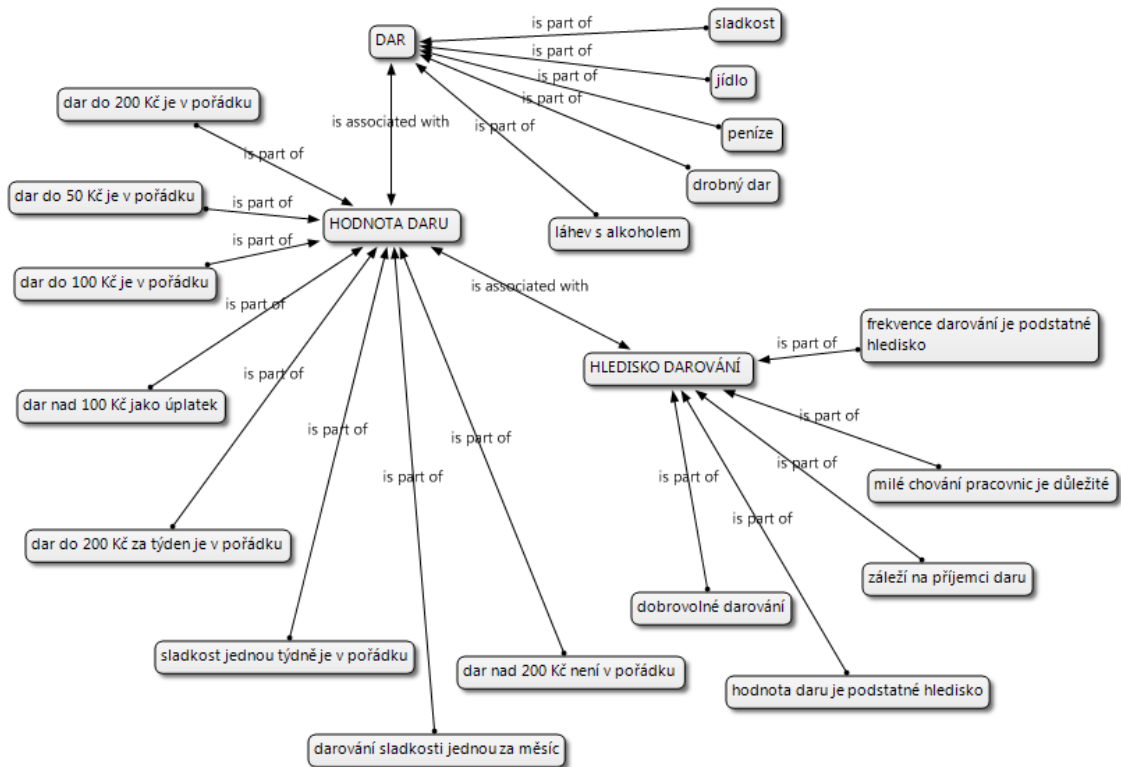 sladkost
is part of
DAR
is part of
jídlo
is part of
dar do 200 Kč je v pořádku
is part of
peníze
is associated with
is part of
is part of
drobný dar
dar do 50 Kč je v pořádku
is part of
HODNOTA DARU
láhev s alkoholem
is part of
dar do 100 Kč je v pořádku
is associated with
is part of
frekvence darování je podstatné
hledisko
is part of
HLEDISKO DAROVÁNÍ
is part of
dar nad 100 Kč jako úplatek
is part of
is part of
is part of
is part of
is part of
is part of
milé chování pracovnic je důležité
is part of
dar do 200 Kč za týden je v pořádku
záleží na příjemci daru
dobrovolné darování
sladkost jednou týdně je v pořádku
dar nad 200 Kč není v pořádku
hodnota daru je podstatné hledisko
darování sladkosti jednou za měsíc